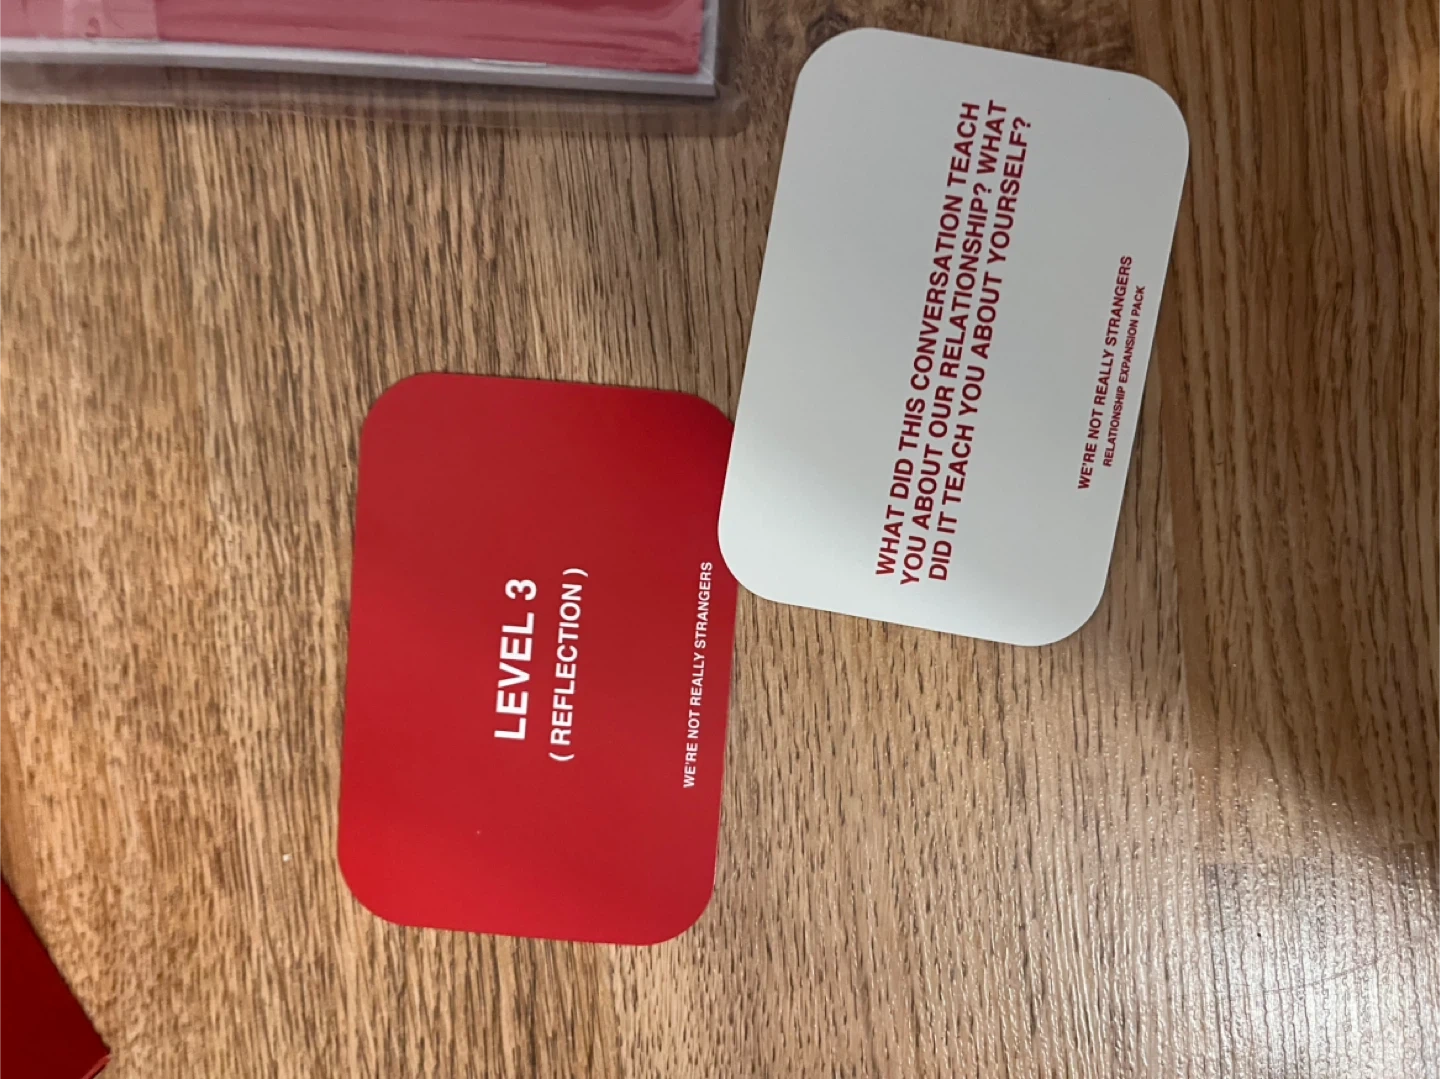 LEVEL 3
( REFLECTION )
WE'RE NOT REALLY STRANGERS
WHAT DID THIS CONVERSATION TEACH
YOU ABOUT OUR RELATIONSHIP? WHAT
DID IT TEACH YOU ABOUT YOURSELF?
WE'RE NOT REALLY STRANGERS
RELATIONSHIP EXPANSION PACK